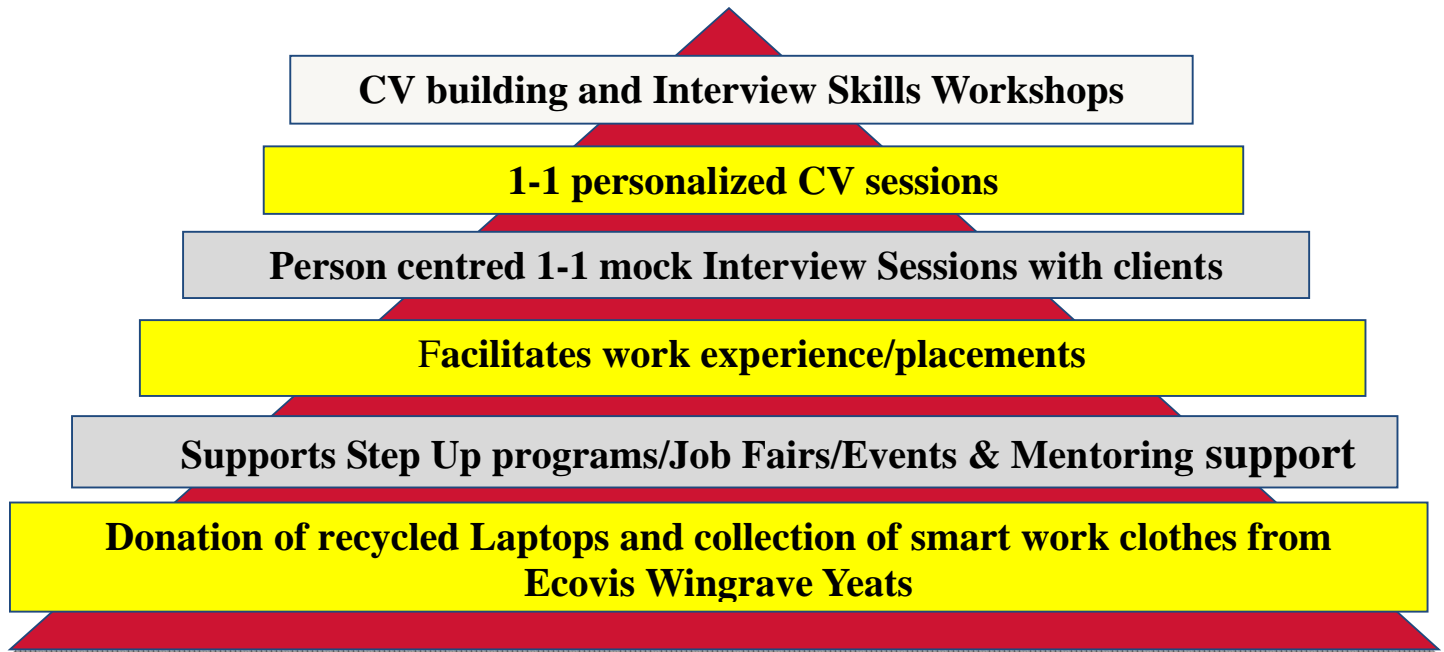 CV building and Interview Skills Workshops
1-1 personalized CV sessions
Person centred 1-1 mock Interview Sessions with clients
Facilitates work experience/placements
Supports Step Up programs/Job Fairs/Events & Mentoring support
Donation of recycled Laptops and collection of smart work clothes from
Ecovis Wingrave Yeats